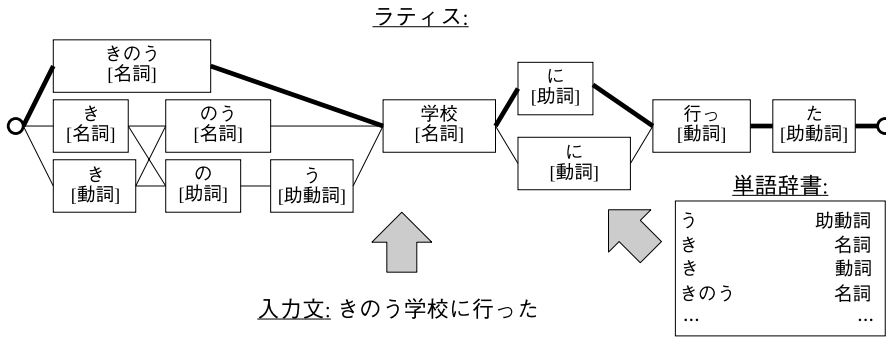 ラティス:
きのう
[名詞]
き
[名詞]
のう
[名詞]
き
[動詞]
の
[助詞]
う
[助動詞]
学校
[名詞]
に
[助詞]
に
[動詞]
行っ
[動詞]
た
[助動詞]
単語辞書:
う 助動詞
き 名詞
き 動詞
きのう 名詞
... ...
入力文: きのう学校に行った